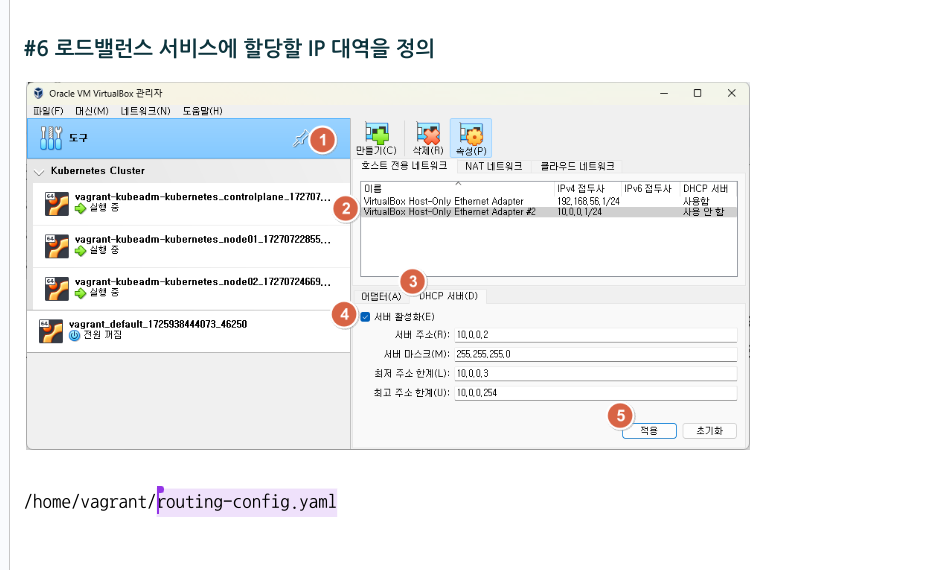 #6 로드밸런스 서비스에 할당할 IP 대역을 정의
Oracle VM VirtualBox 관리자
파일(F) 머신(M) 네트워크(N) 도움말(H)
도구
1
만들기(C) 삭제(R) 속성(P)
호스트 전용 네트워크 NAT 네트워크 클라우드 네트워크
Kubernetes Cluster
이름 IPv4 접두사 IPv6 접두사 DHCP 서버
VirtualBox Host-Only Ethernet Adapter 192,168,56,1/24 사용함
2
VirtualBox Host-Only Ethernet Adapter #2 10,0,0,1/24 사용 안 함
vagrant-kubeadm-kubernetes_controlplane_172707...
실행 중
vagrant-kubeadm-kubernetes_node01_17270722855...
실행 중
vagrant-kubeadm-kubernetes_node02_17270724669...
실행 중
vagrant_default_1725938444073_46250
전원 꺼짐
3
어댑터(A) DHCP 서버(D)
4
서버 활성화(E)
서버 주소(R): 10,0,0,2
서버 마스크(M): 255,255,255,0
최저 주소 한계(L): 10,0,0,3
최고 주소 한계(U): 10,0,0,254
5
적용 초기화
/home/vagrant/routing-config.yaml